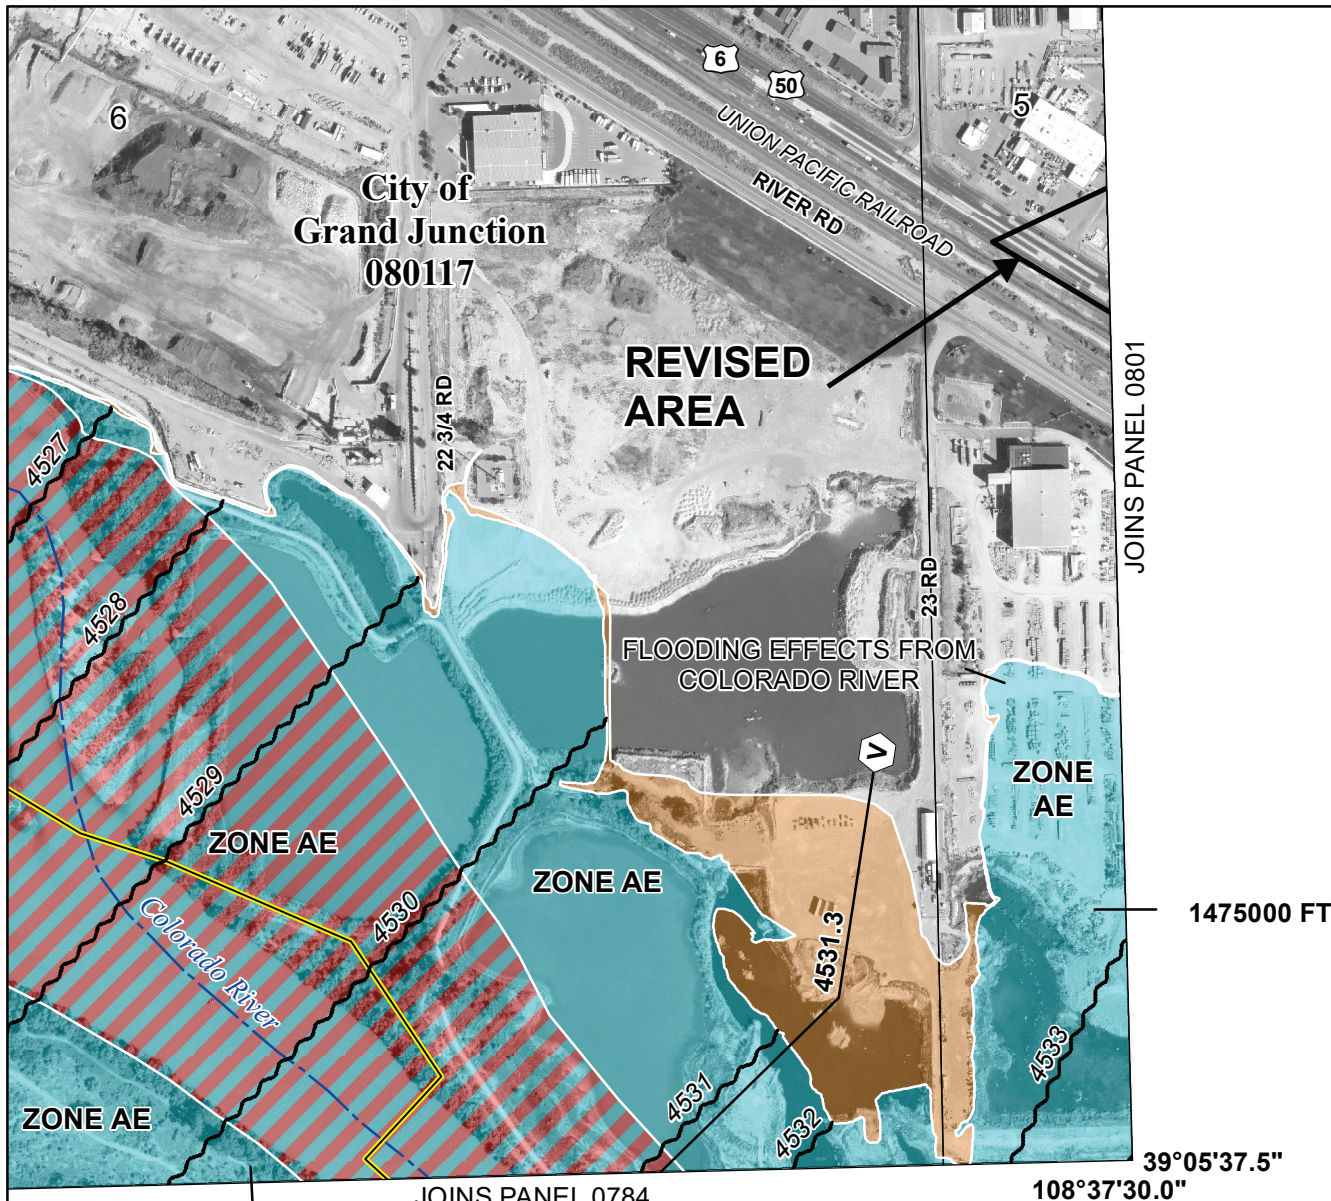 6
50
5
6
UNION PACIFIC RAILROAD
RIVER RD
City of
Grand Junction
080117
REVISED
AREA
JOINS PANEL 0801
22 3/4 RD
4527
4528
23 RD
FLOODING EFFECTS FROM
COLORADO RIVER
V
ZONE
AE
4529
ZONE AE
ZONE AE
4530
1475000 FT
Colorado River
4531.3
4533
4531
4532
ZONE AE
39°05'37.5"
108°37'30.0"
JOINS PANEL 0784